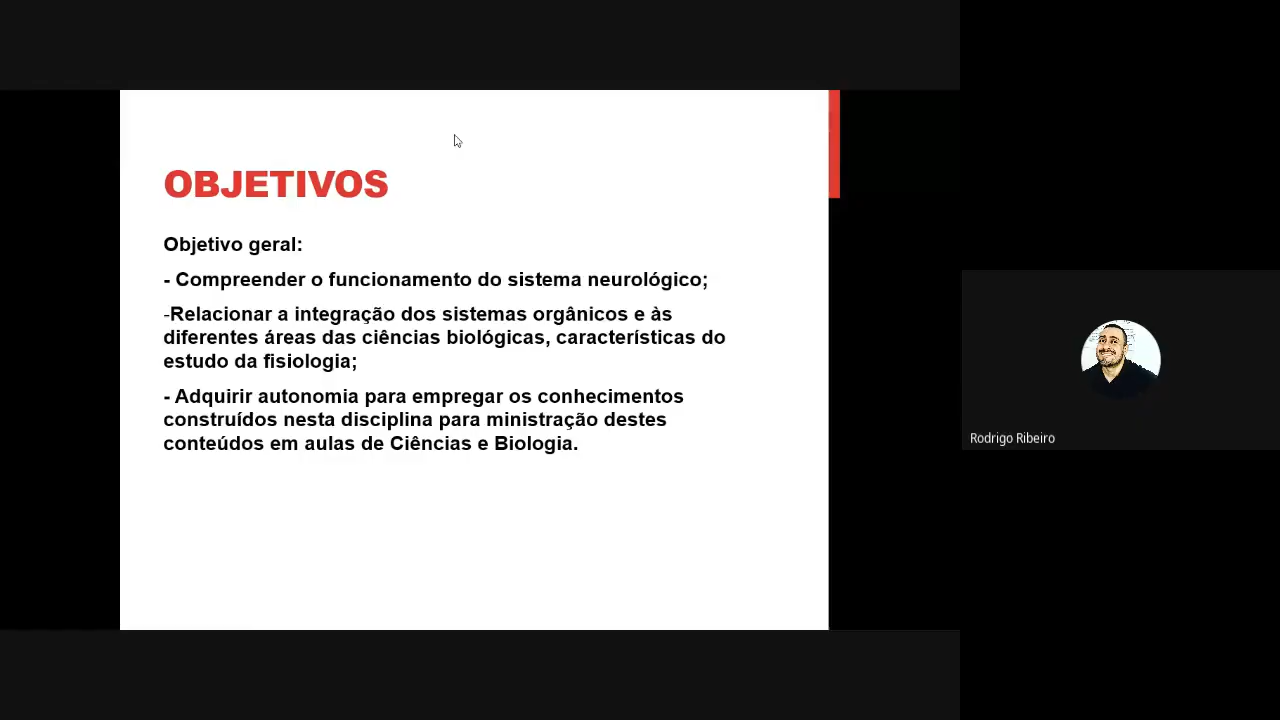 OBJETIVOS
Objetivo geral:
- Compreender o funcionamento do sistema neurológico;
-Relacionar a integração dos sistemas orgânicos e às
diferentes áreas das ciências biológicas, características do
estudo da fisiologia;
- Adquirir autonomia para empregar os conhecimentos
construídos nesta disciplina para ministração destes
conteúdos em aulas de Ciências e Biologia.
Rodrigo Ribeiro